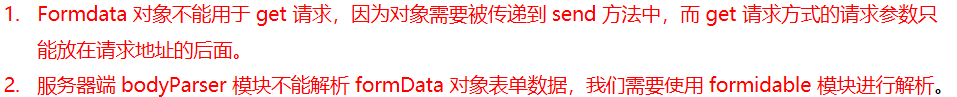 1. Formdata 对象不能用于 get 请求，因为对象需要被传递到 send 方法中，而 get 请求方式的请求参数只
能放在请求地址的后面。
2. 服务器端 bodyParser 模块不能解析 formData 对象表单数据，我们需要使用 formidable 模块进行解析。